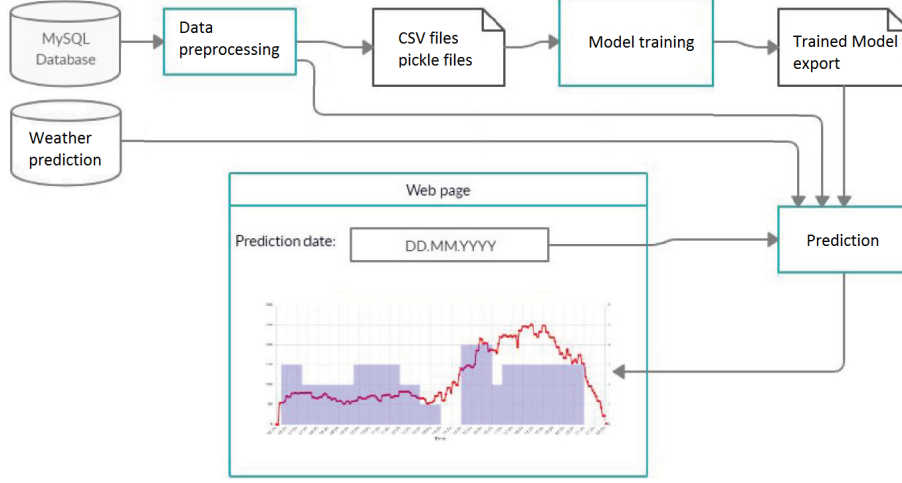 MySQL
Database
Data
preprocessing
CSV files
pickle files
Model training
Trained Model
export
Weather
prediction
Web page
Prediction date:
DD.MM.YYYY
Prediction
Time